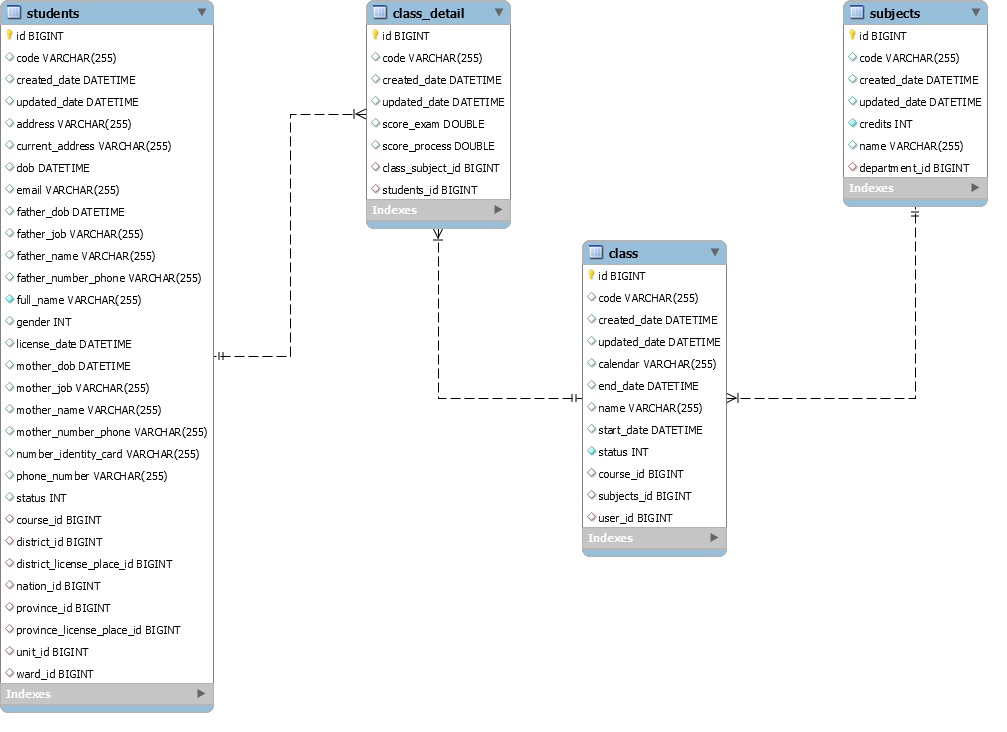 students
id BIGINT
code VARCHAR(255)
created_date DATETIME
updated_date DATETIME
address VARCHAR(255)
current_address VARCHAR(255)
dob DATETIME
email VARCHAR(255)
father_dob DATETIME
father_job VARCHAR(255)
father_name VARCHAR(255)
father_number_phone VARCHAR(255)
full_name VARCHAR(255)
gender INT
license_date DATETIME
mother_dob DATETIME
mother_job VARCHAR(255)
mother_name VARCHAR(255)
mother_number_phone VARCHAR(255)
number_identity_card VARCHAR(255)
phone_number VARCHAR(255)
status INT
course_id BIGINT
district_id BIGINT
district_license_place_id BIGINT
nation_id BIGINT
province_id BIGINT
province_license_place_id BIGINT
unit_id BIGINT
ward_id BIGINT
Indexes
class_detail
id BIGINT
code VARCHAR(255)
created_date DATETIME
updated_date DATETIME
score_exam DOUBLE
score_process DOUBLE
class_subject_id BIGINT
students_id BIGINT
Indexes
class
id BIGINT
code VARCHAR(255)
created_date DATETIME
updated_date DATETIME
calendar VARCHAR(255)
end_date DATETIME
name VARCHAR(255)
start_date DATETIME
status INT
course_id BIGINT
subjects_id BIGINT
user_id BIGINT
Indexes
subjects
id BIGINT
code VARCHAR(255)
created_date DATETIME
updated_date DATETIME
credits INT
name VARCHAR(255)
department_id BIGINT
Indexes